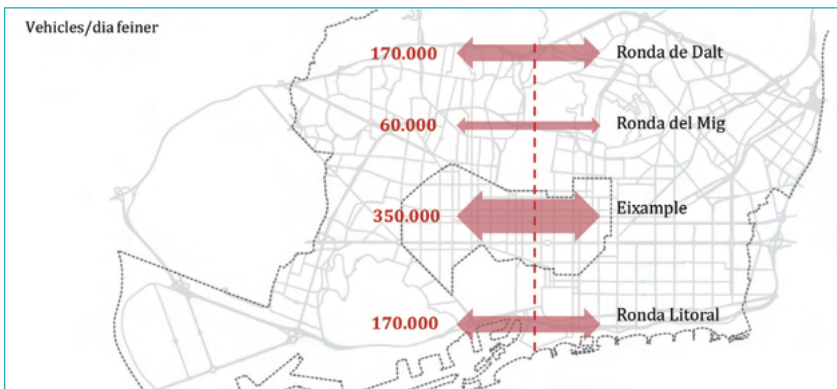 Vehicles/dia feiner
170.000 Ronda de Dalt
60.000 Ronda del Mig
350.000 Eixample
170.000 Ronda Litoral